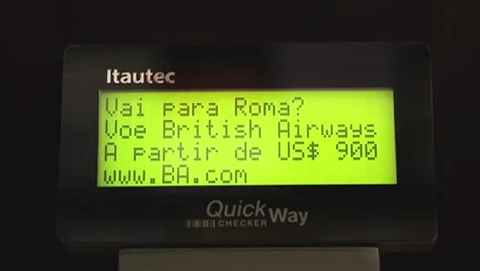 Itautec
Vai para Roma?
Voe British Airways
A partir de US$ 900
www.BA.com
Quick Way
CHECKER